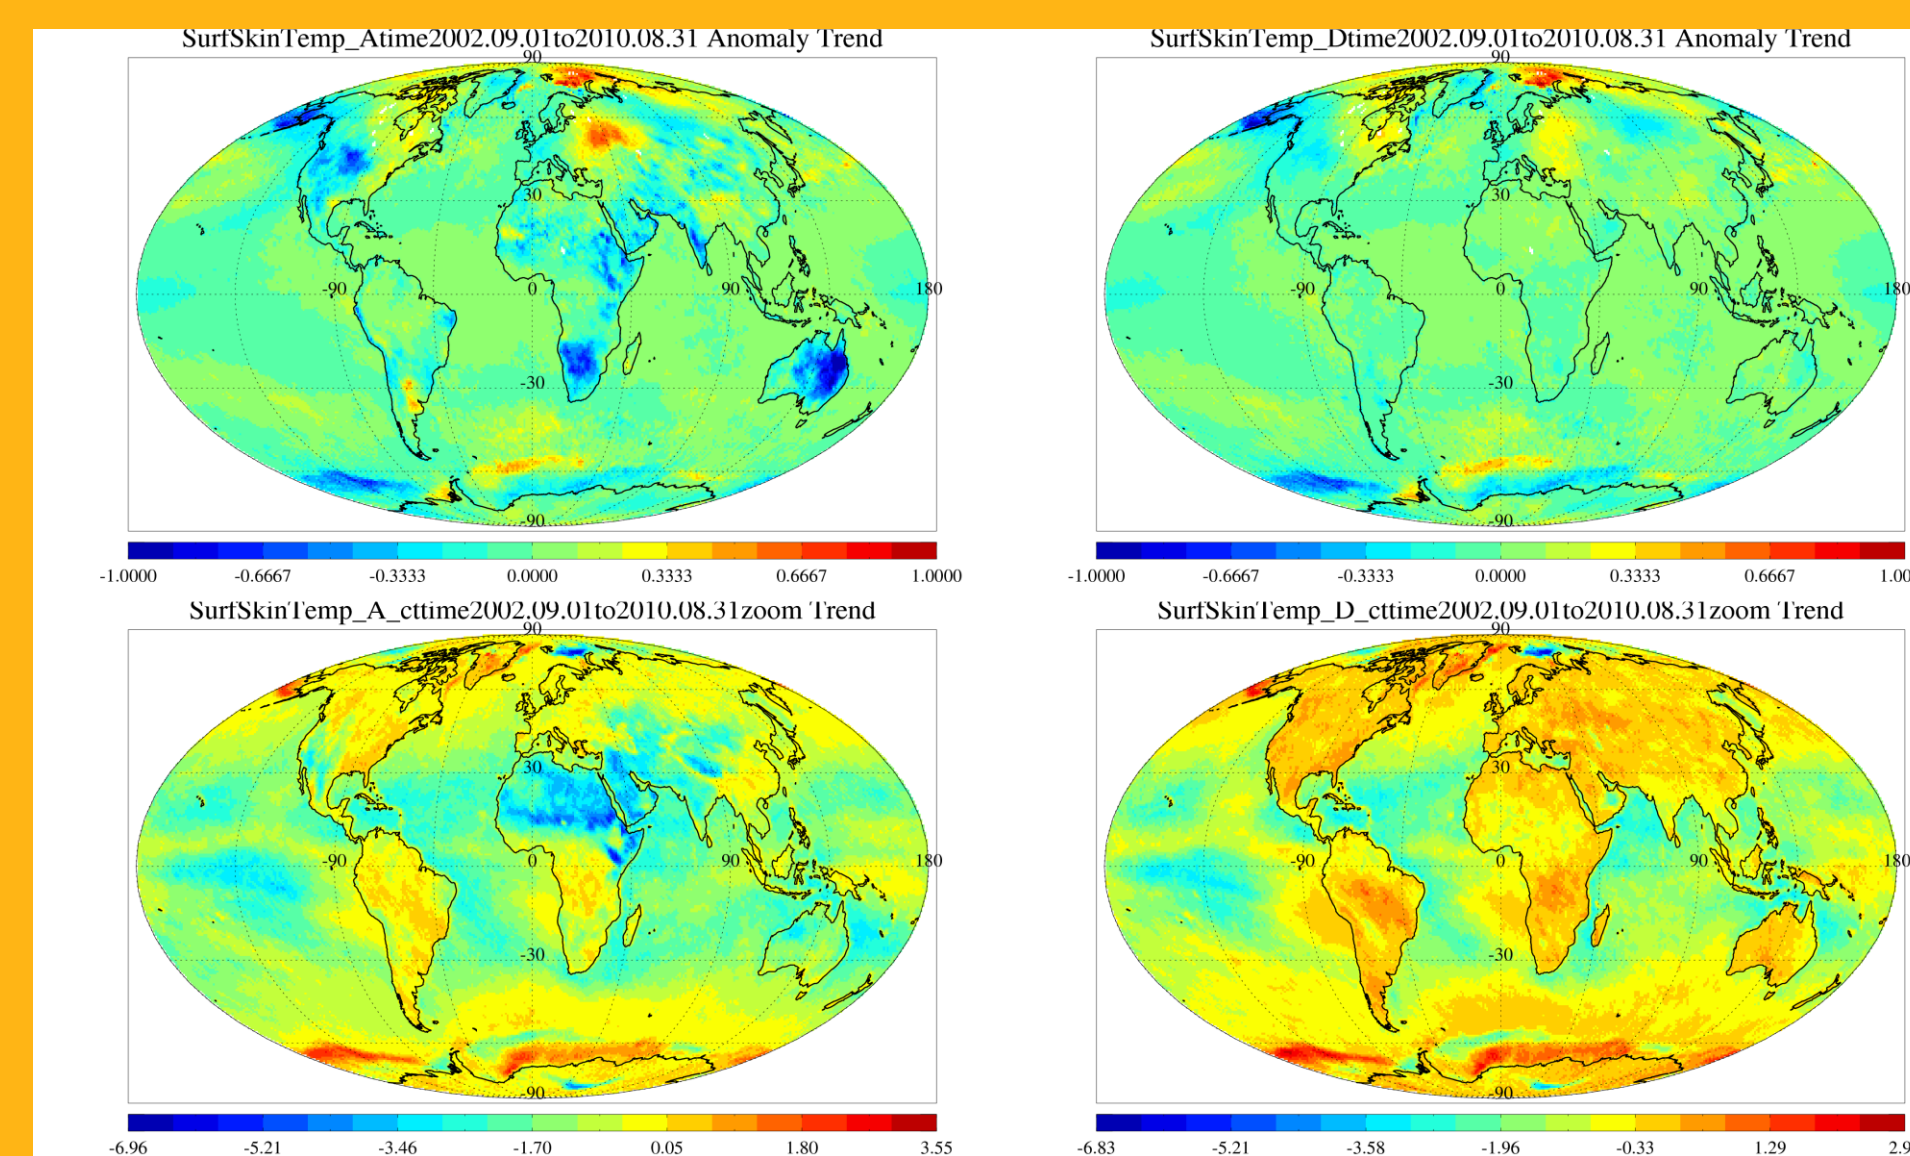 SurfSkinTemp_Atime2002.09.01to2010.08.31 Anomaly Trend
90
30
-90 0 90 180
-30
-90
-1.0000 -0.6667 -0.3333 0.0000 0.3333 0.6667 1.0000
SurfSkinTemp_Dtime2002.09.01to2010.08.31 Anomaly Trend
90
30
-90 0 90 180
-30
-90
-1.0000 -0.6667 -0.3333 0.0000 0.3333 0.6667 1.00
SurfSkinTemp_A_cttime2002.09.01to2010.08.31zoom Trend
90
30
-90 0 90 180
-30
-90
-6.96 -5.21 -3.46 -1.70 0.05 1.80 3.55
SurfSkinTemp_D_cttime2002.09.01to2010.08.31zoom Trend
90
30
-90 0 90 180
-30
-90
-6.83 -5.21 -3.58 -1.96 -0.33 1.29 2.9